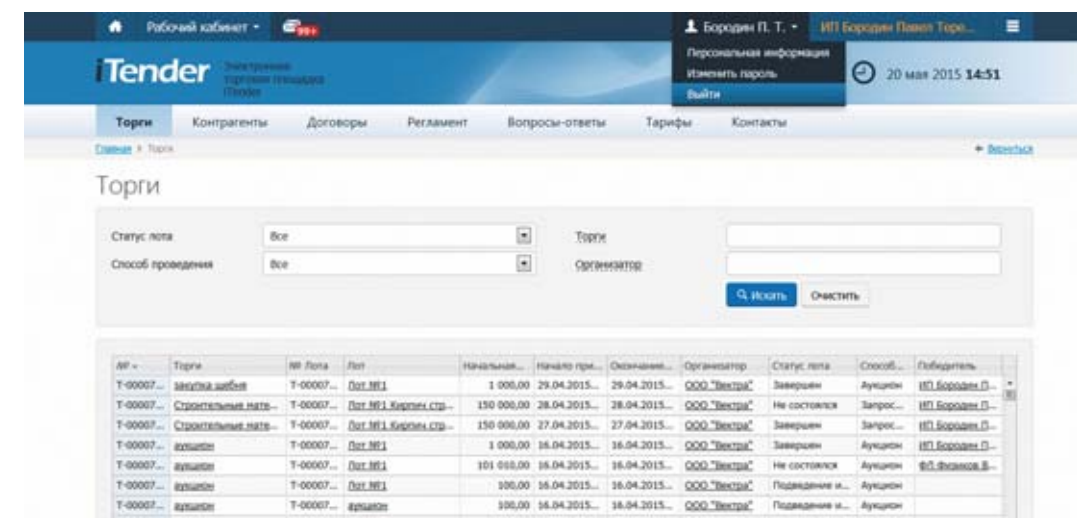 Рабочий кабинет 99+ Бородин П. Т. ИП Бородин Павел Торо...
Персональная информация
Изменить пароль
Выйти
iTender Электронная торговая площадка iTender
20 мая 2015 14:51
Торги Контрагенты Договоры Регламент Вопросы-ответы Тарифы Контакты
Главная Торги Вернуться
Торги
Статус лота Все Торги
Способ проведения Все Организатор
Искать Очистить
№ Торги № Лота Лот Начальная... Начало при... Окончание... Организатор Статус лота Способ... Победитель
T-00007... закупка щебня T-00007... Лот №1 1 000,00 29.04.2015... 29.04.2015... ООО "Вектра" Завершен Аукцион ИП Бородин П...
T-00007... Строительные мате... T-00007... Лот №1 Кирпич стр... 150 000,00 28.04.2015... 28.04.2015... ООО "Вектра" Не состоялся Запрос... ИП Бородин П...
T-00007... Строительные мате... T-00007... Лот №1 Кирпич стр... 150 000,00 27.04.2015... 27.04.2015... ООО "Вектра" Завершен Запрос... ИП Бородин П...
T-00007... аукцион T-00007... Лот №1 1 000,00 16.04.2015... 16.04.2015... ООО "Вектра" Завершен Аукцион ИП Бородин П...
T-00007... аукцион T-00007... Лот №1 101 010,00 16.04.2015... 16.04.2015... ООО "Вектра" Не состоялся Аукцион ФЛ Физиков В...
T-00007... аукцион T-00007... Лот №1 100,00 16.04.2015... 16.04.2015... ООО "Вектра" Подведение и... Аукцион
T-00007... аукцион T-00007... аукцион 100,00 16.04.2015... 16.04.2015... ООО "Вектра" Подведение и... Аукцион